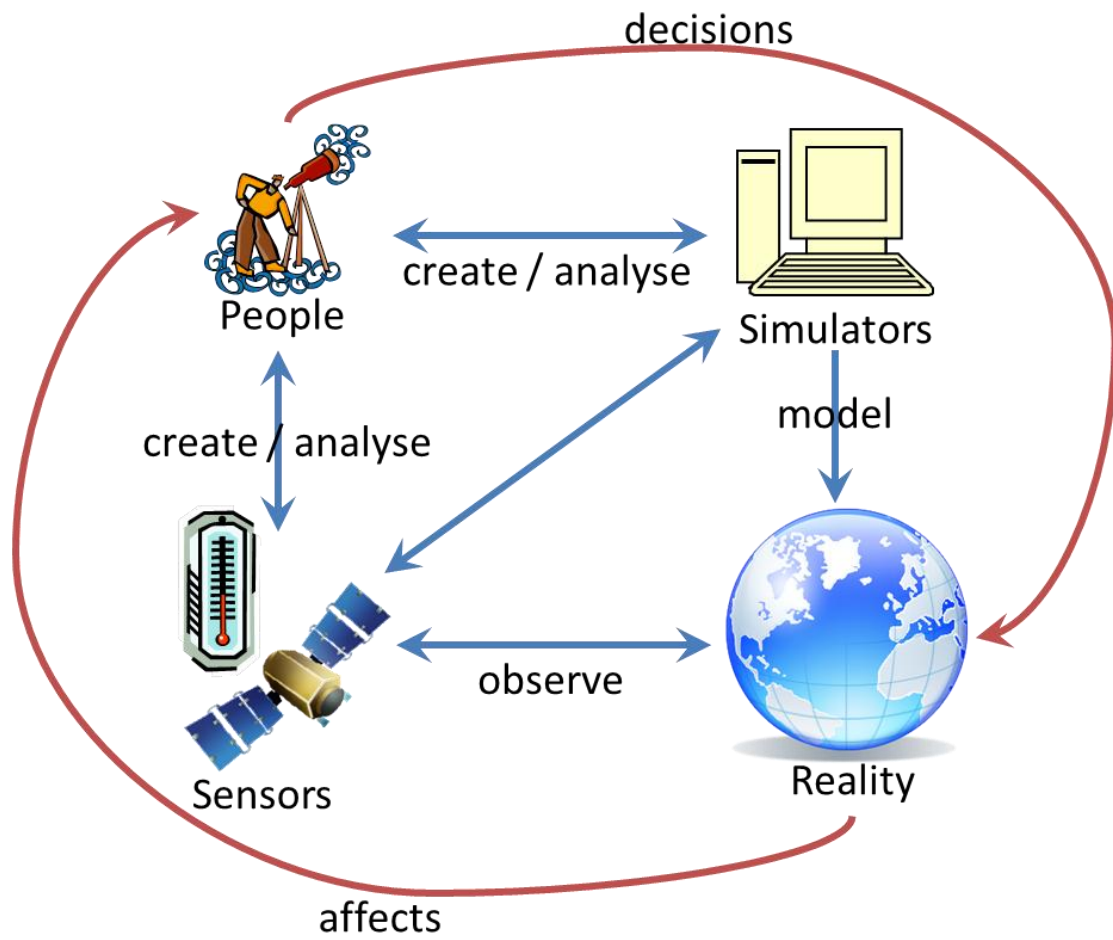 decisions
create / analyse
People
Simulators
model
create / analyse
observe
Reality
Sensors
affects